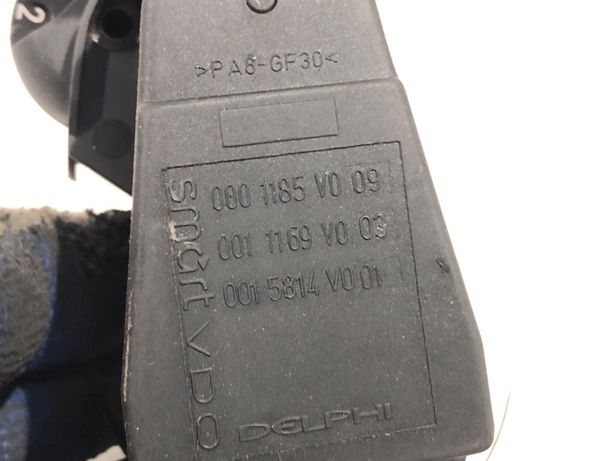 2
>PA6-GF30<
000 1185 V0 09
001 1169 V0 03
001 5814 V0 01
smart VDO
DELPHI